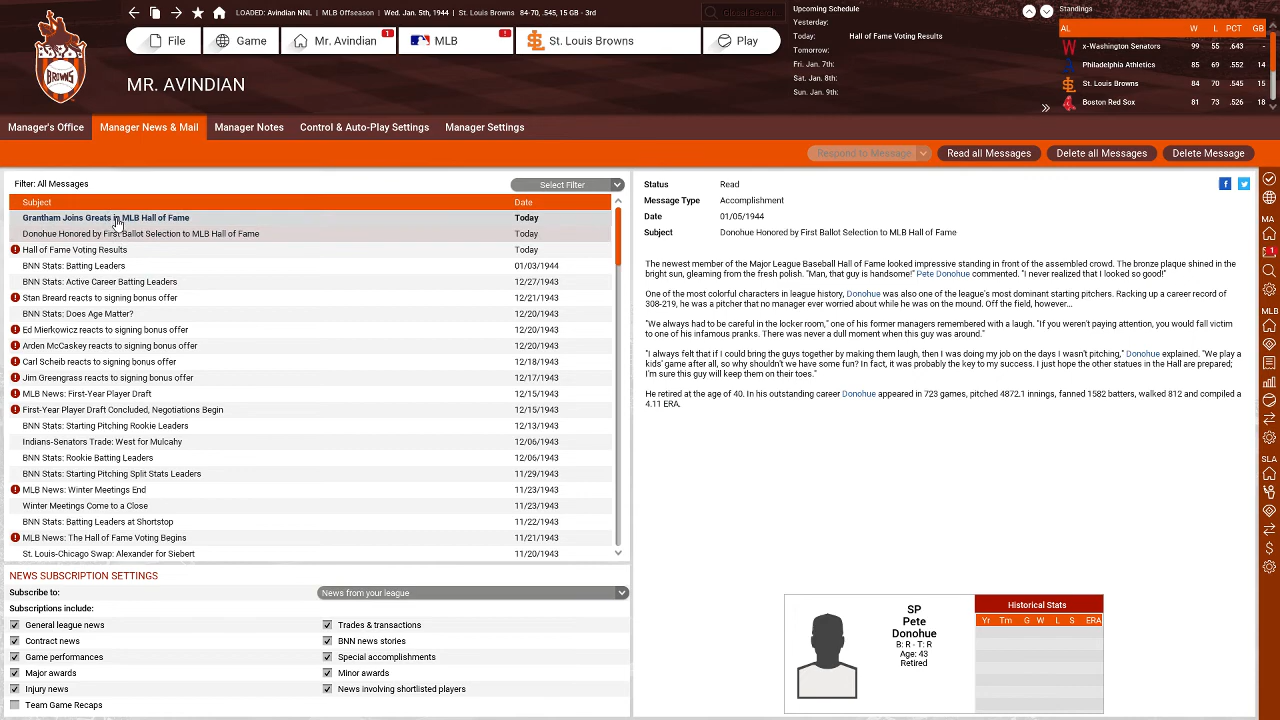 LOADED: Avindian NNL | MLB Offseason | Wed. Jan. 5th, 1944 | St. Louis Browns 84-70, .545, 15 GB - 3rd
Global Search
BROWNS
File
Game
Mr. Avindian
1
MLB
!
St. Louis Browns
Play
MR. AVINDIAN
Upcoming Schedule
Yesterday:
Today: Hall of Fame Voting Results
Tomorrow:
Fri. Jan. 7th:
Sat. Jan. 8th:
Sun. Jan. 9th:
Standings
AL W L PCT GB
x-Washington Senators 99 55 .643 -
Philadelphia Athletics 85 69 .552 14
St. Louis Browns 84 70 .545 15
Boston Red Sox 81 73 .526 18
Manager's Office
Manager News & Mail
Manager Notes
Control & Auto-Play Settings
Manager Settings
Respond to Message
Read all Messages
Delete all Messages
Delete Message
Filter: All Messages
Select Filter
Subject Date
Grantham Joins Greats in MLB Hall of Fame Today
Donohue Honored by First Ballot Selection to MLB Hall of Fame Today
Hall of Fame Voting Results Today
BNN Stats: Batting Leaders 01/03/1944
BNN Stats: Active Career Batting Leaders 12/27/1943
Stan Breard reacts to signing bonus offer 12/21/1943
BNN Stats: Does Age Matter? 12/20/1943
Ed Mierkowicz reacts to signing bonus offer 12/20/1943
Arden McCaskey reacts to signing bonus offer 12/20/1943
Carl Scheib reacts to signing bonus offer 12/18/1943
Jim Greengrass reacts to signing bonus offer 12/17/1943
MLB News: First-Year Player Draft 12/15/1943
First-Year Player Draft Concluded, Negotiations Begin 12/15/1943
BNN Stats: Starting Pitching Rookie Leaders 12/13/1943
Indians-Senators Trade: West for Mulcahy 12/06/1943
BNN Stats: Rookie Batting Leaders 12/06/1943
BNN Stats: Starting Pitching Split Stats Leaders 11/29/1943
MLB News: Winter Meetings End 11/23/1943
Winter Meetings Come to a Close 11/23/1943
BNN Stats: Batting Leaders at Shortstop 11/22/1943
MLB News: The Hall of Fame Voting Begins 11/21/1943
St. Louis-Chicago Swap: Alexander for Siebert 11/20/1943
NEWS SUBSCRIPTION SETTINGS
Subscribe to: News from your league
Subscriptions include:
General league news Trades & transactions
Contract news BNN news stories
Game performances Special accomplishments
Major awards Minor awards
Injury news News involving shortlisted players
Team Game Recaps
Status Read
Message Type Accomplishment
Date 01/05/1944
Subject Donohue Honored by First Ballot Selection to MLB Hall of Fame
The newest member of the Major League Baseball Hall of Fame looked impressive standing in front of the assembled crowd. The bronze plaque shined in the
bright sun, gleaming from the fresh polish. "Man, that guy is handsome!" Pete Donohue commented. "I never realized that I looked so good!"
One of the most colorful characters in league history, Donohue was also one of the league's most dominant starting pitchers. Racking up a career record of
308-219, he was a pitcher that no manager ever worried about while he was on the mound. Off the field, however...
"We always had to be careful in the locker room," one of his former managers remembered with a laugh. "If you weren't paying attention, you would fall victim
to one of his infamous pranks. There was never a dull moment when this guy was around."
"I always felt that if I could bring the guys together by making them laugh, then I was doing my job on the days I wasn't pitching," Donohue explained. "We play a
kids' game after all, so why shouldn't we have some fun? In fact, it was probably the key to my success. I just hope the other statues in the Hall are prepared;
I'm sure this guy will keep them on their toes."
He retired at the age of 40. In his outstanding career Donohue appeared in 723 games, pitched 4872.1 innings, fanned 1582 batters, walked 812 and compiled a
4.11 ERA.
SP
Pete
Donohue
B: R - T: R
Age: 43
Retired
Historical Stats
Yr Tm G W L S ERA
MA
1
MLB
SLA